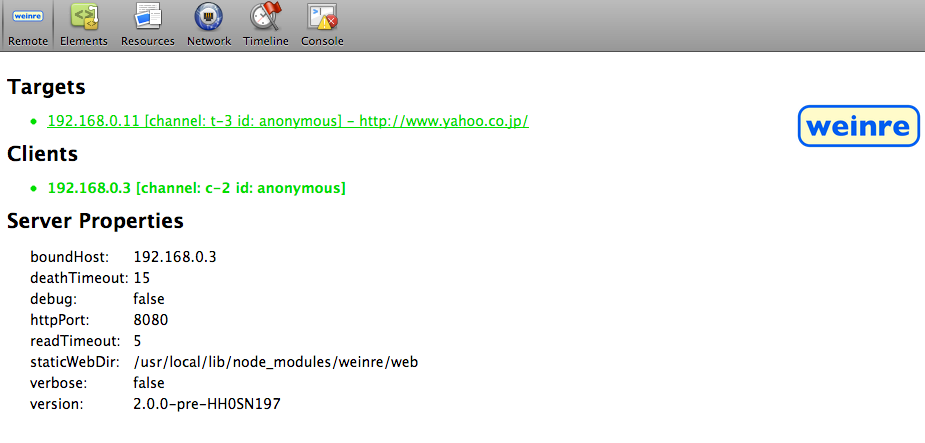 weinre
Remote Elements Resources Network Timeline Console
Targets
• 192.168.0.11 [channel: t-3 id: anonymous] - http://www.yahoo.co.jp/
weinre
Clients
• 192.168.0.3 [channel: c-2 id: anonymous]
Server Properties
boundHost: 192.168.0.3
deathTimeout: 15
debug: false
httpPort: 8080
readTimeout: 5
staticWebDir: /usr/local/lib/node_modules/weinre/web
verbose: false
version: 2.0.0-pre-HH0SN197